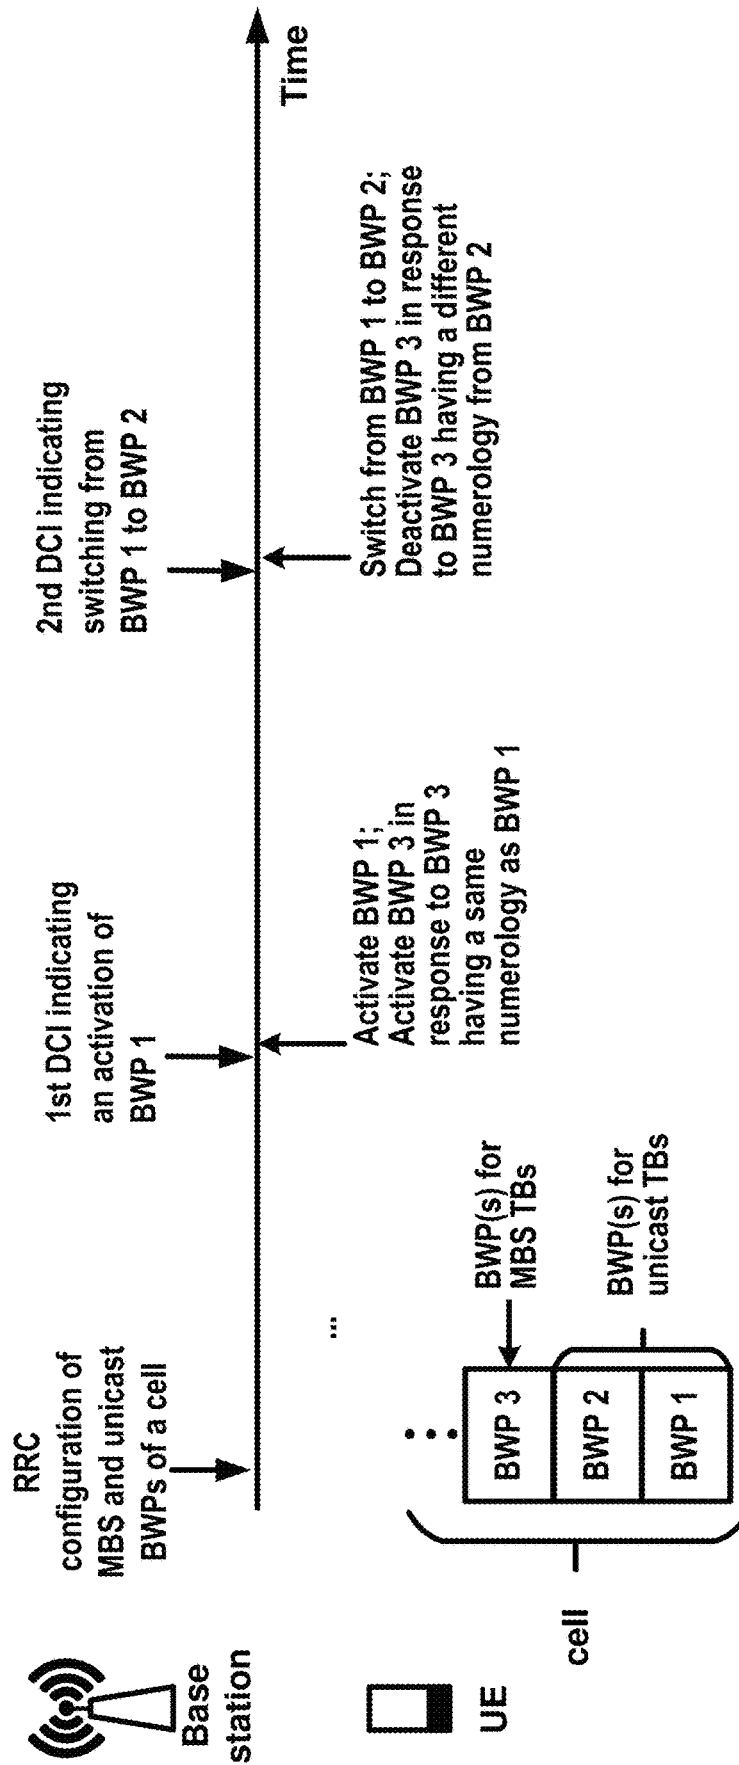 RRC
configuration of
MBS and unicast
BWPs of a cell
1st DCI indicating
an activation of
BWP 1
2nd DCI indicating
switching from
BWP 1 to BWP 2
Base
station
Time
...
Activate BWP 1;
Activate BWP 3 in
response to BWP 3
having a same
numerology as BWP 1
Switch from BWP 1 to BWP 2;
Deactivate BWP 3 in response
to BWP 3 having a different
numerology from BWP 2
UE
cell
BWP 3
BWP 2
BWP 1
BWP(s) for
MBS TBs
BWP(s) for
unicast TBs